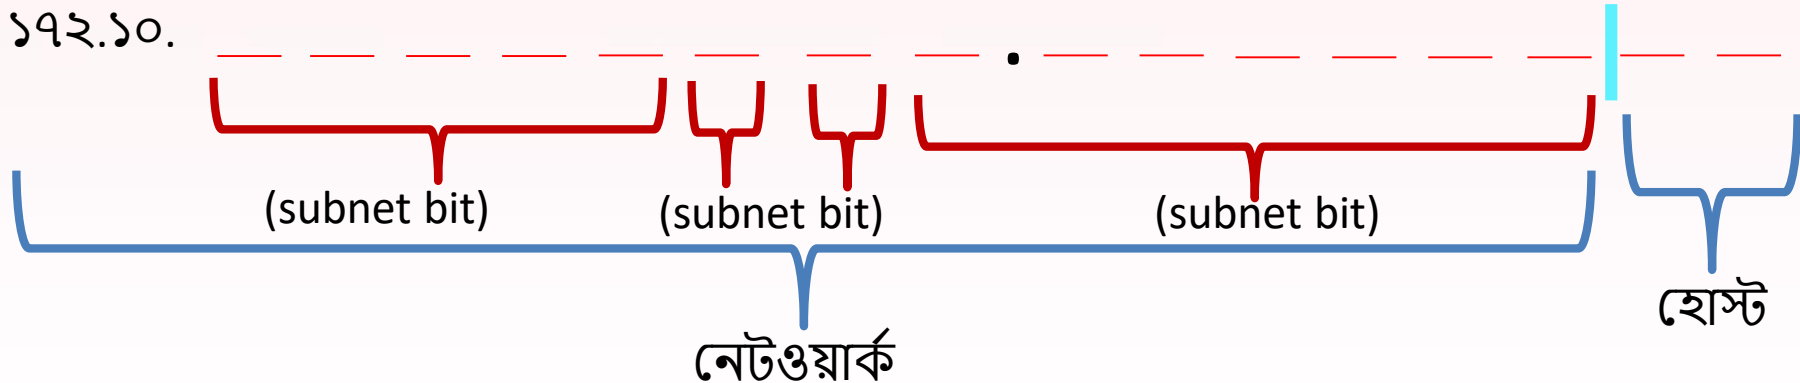 ১৭২.১০. _ _ _ _ _ _ _ _ . _ _ _ _ _ _ _ _
(subnet bit) (subnet bit) (subnet bit)
হোস্ট
নেটওয়ার্ক